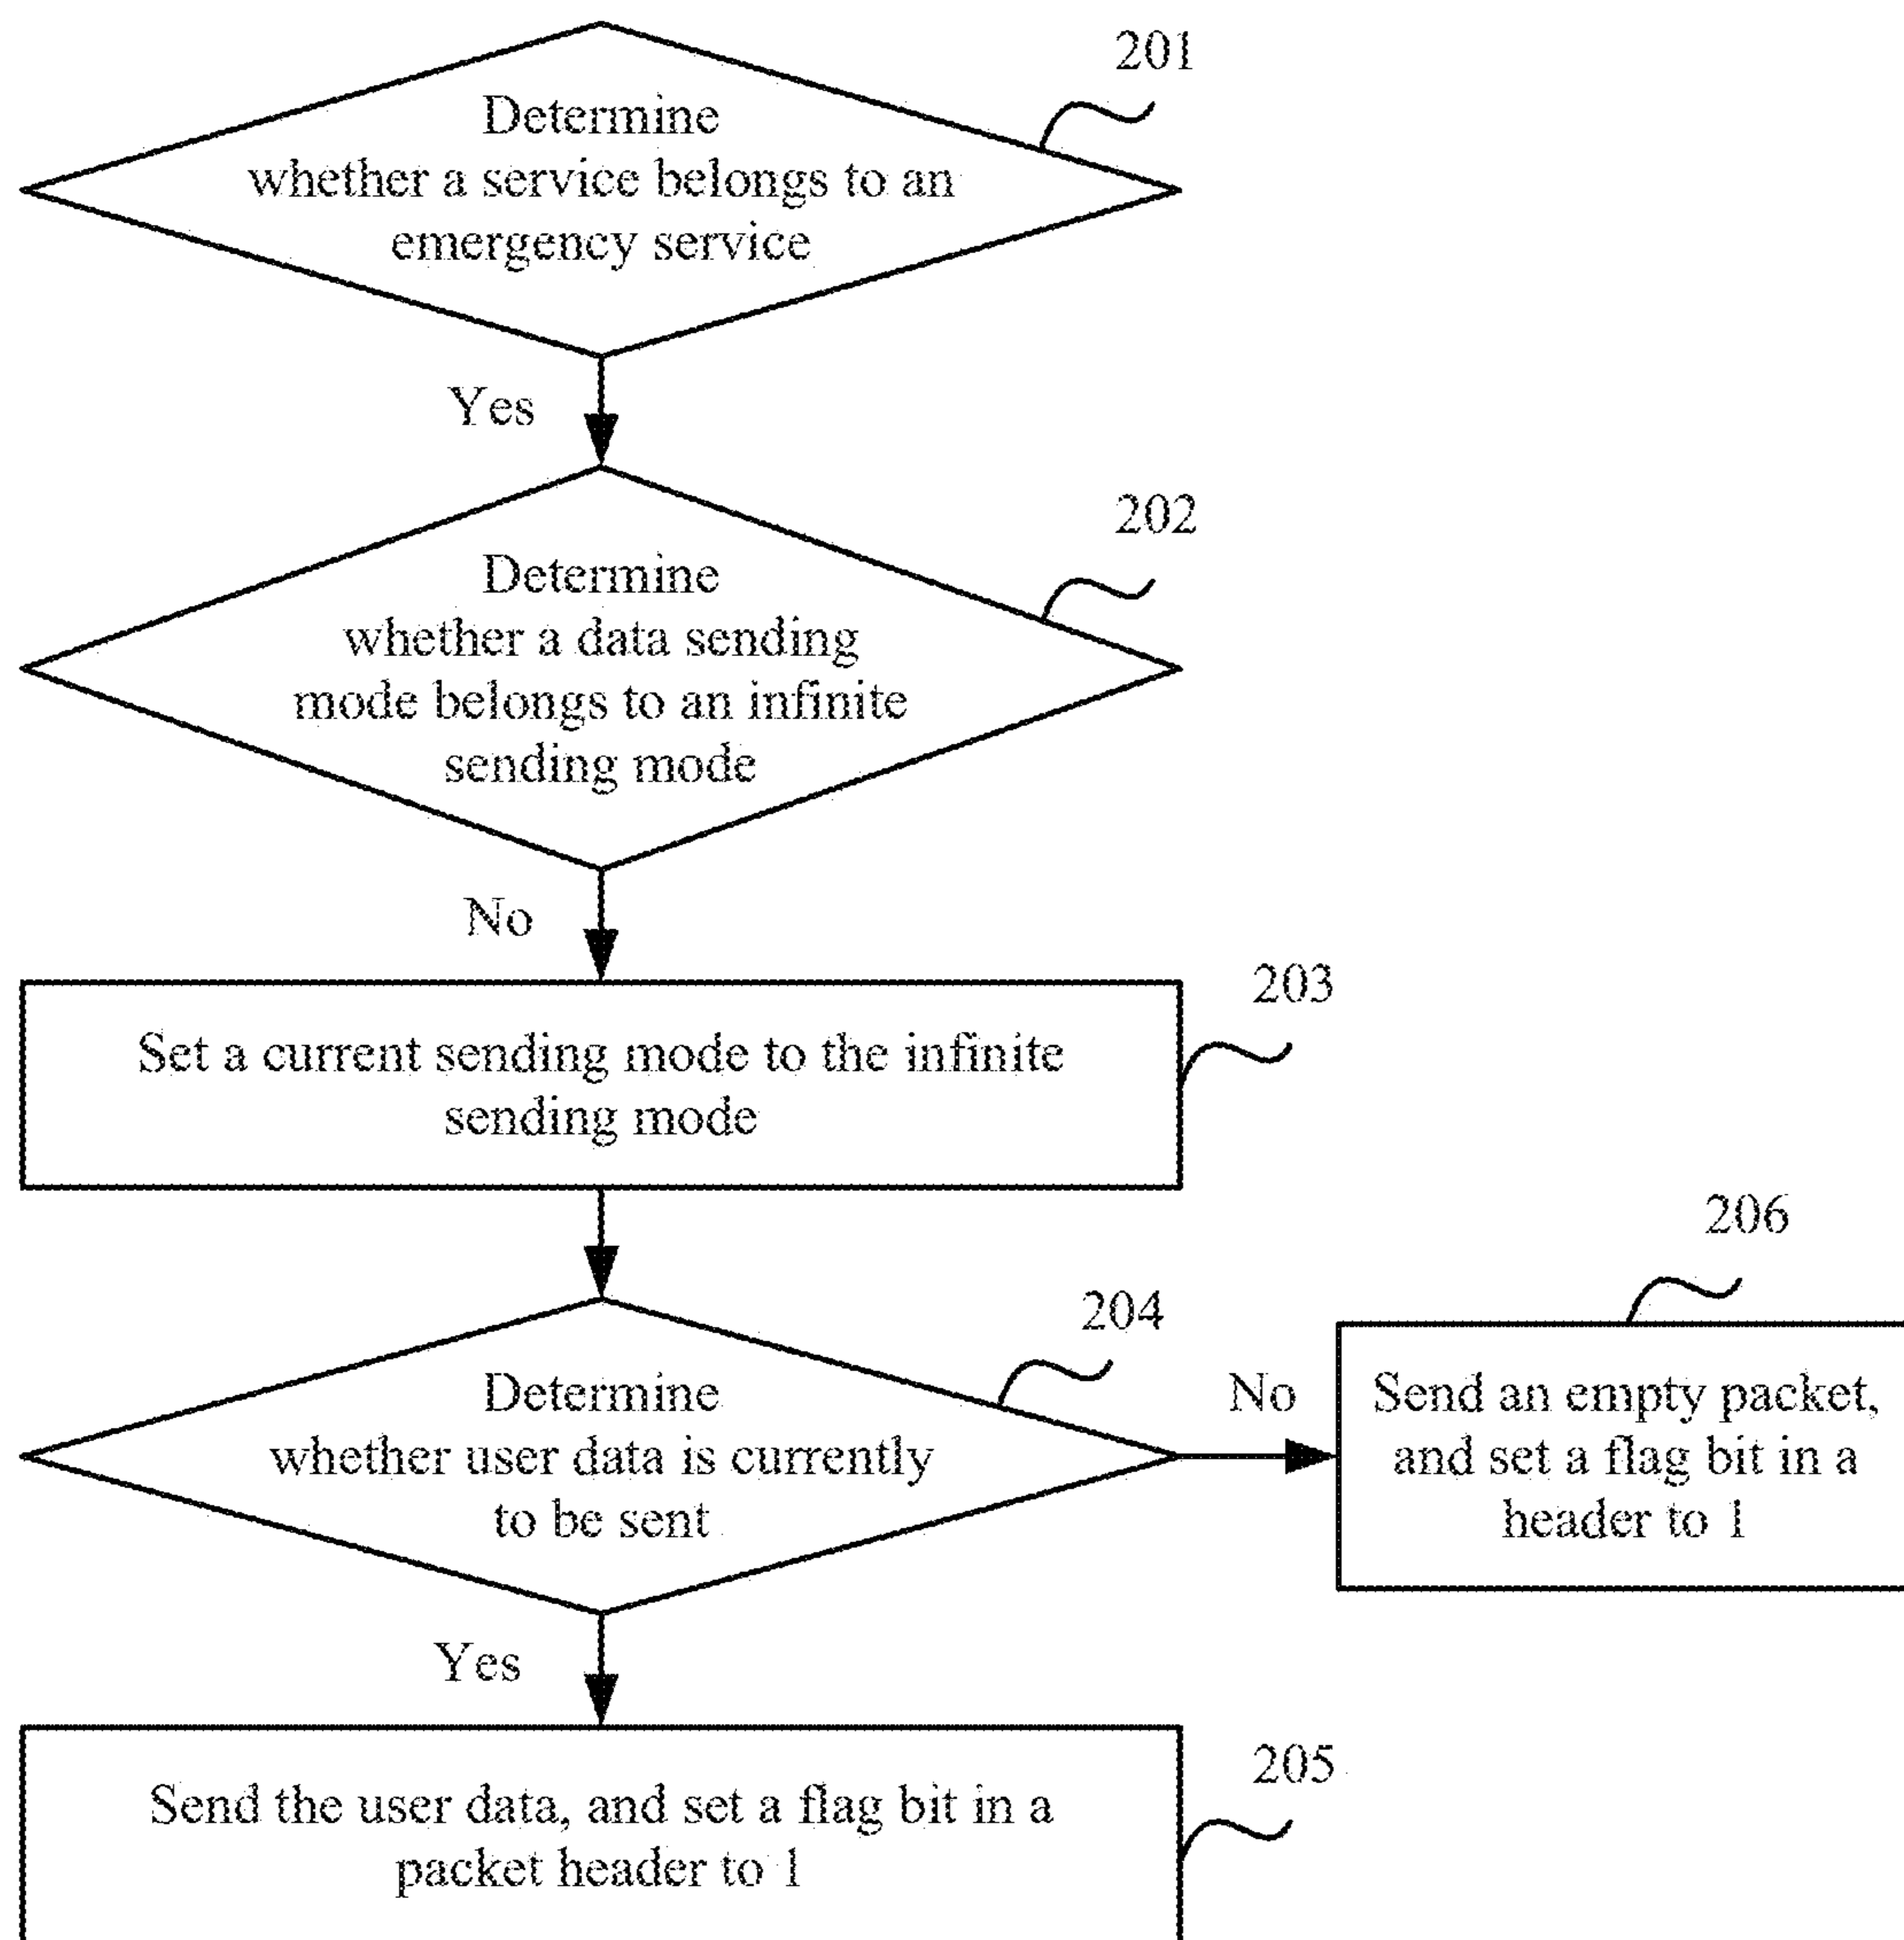 201
Determine
whether a service belongs to an
emergency service
Yes
202
Determine
whether a data sending
mode belongs to an infinite
sending mode
No
203
Set a current sending mode to the infinite
sending mode
204
Determine
whether user data is currently
to be sent
No
206
Send an empty packet,
and set a flag bit in a
header to 1
Yes
205
Send the user data, and set a flag bit in a
packet header to 1